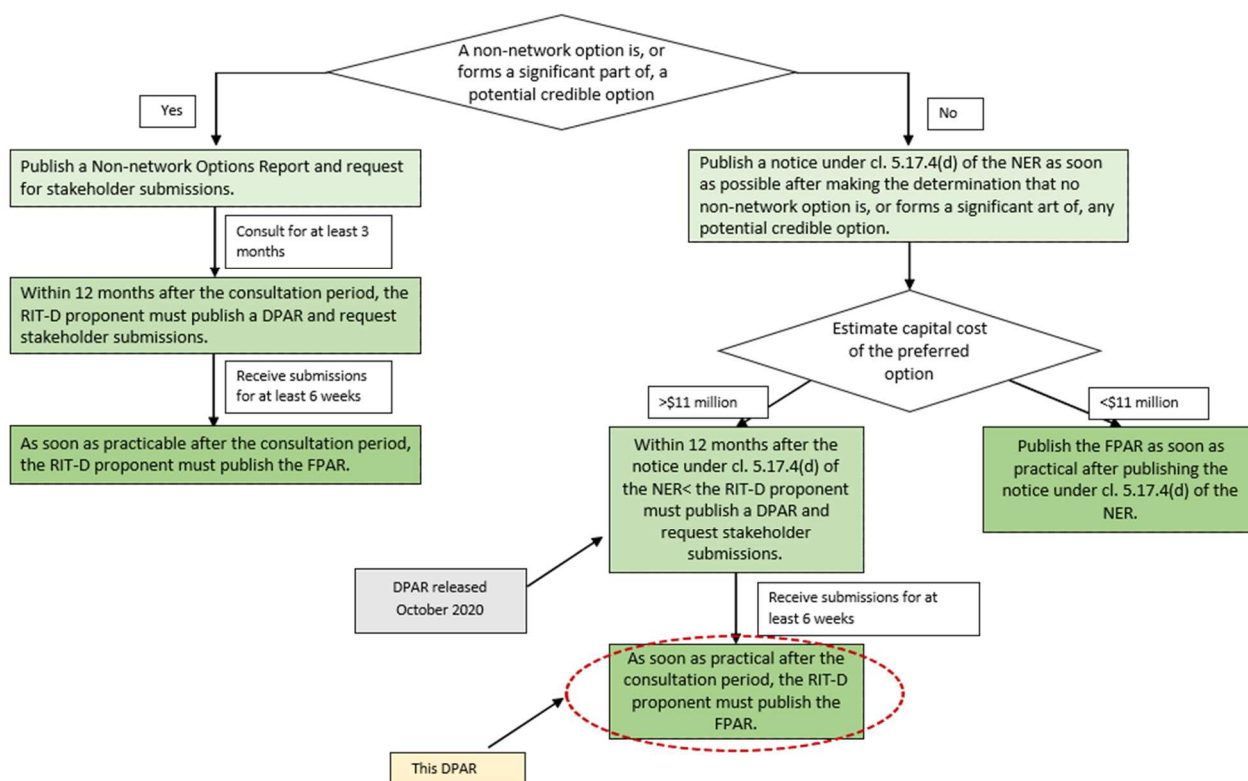 A non-network option is, or
forms a significant part of, a
potential credible option
Yes
No
Publish a Non-network Options Report and request
for stakeholder submissions.
Publish a notice under cl. 5.17.4(d) of the NER as soon
as possible after making the determination that no
non-network option is, or forms a significant art of, any
potential credible option.
Consult for at least 3
months
Within 12 months after the consultation period, the
RIT-D proponent must publish a DPAR and request
stakeholder submissions.
Estimate capital cost
of the preferred
option
Receive submissions
for at least 6 weeks
>$11 million
<$11 million
As soon as practicable after the consultation period,
the RIT-D proponent must publish the FPAR.
Within 12 months after the
notice under cl. 5.17.4(d) of
the NER< the RIT-D proponent
must publish a DPAR and
request stakeholder
submissions.
Publish the FPAR as soon as
practical after publishing the
notice under cl. 5.17.4(d) of the
NER.
DPAR released
October 2020
Receive submissions for at
least 6 weeks
As soon as practical after the
consultation period, the RIT-D
proponent must publish the
FPAR.
This DPAR